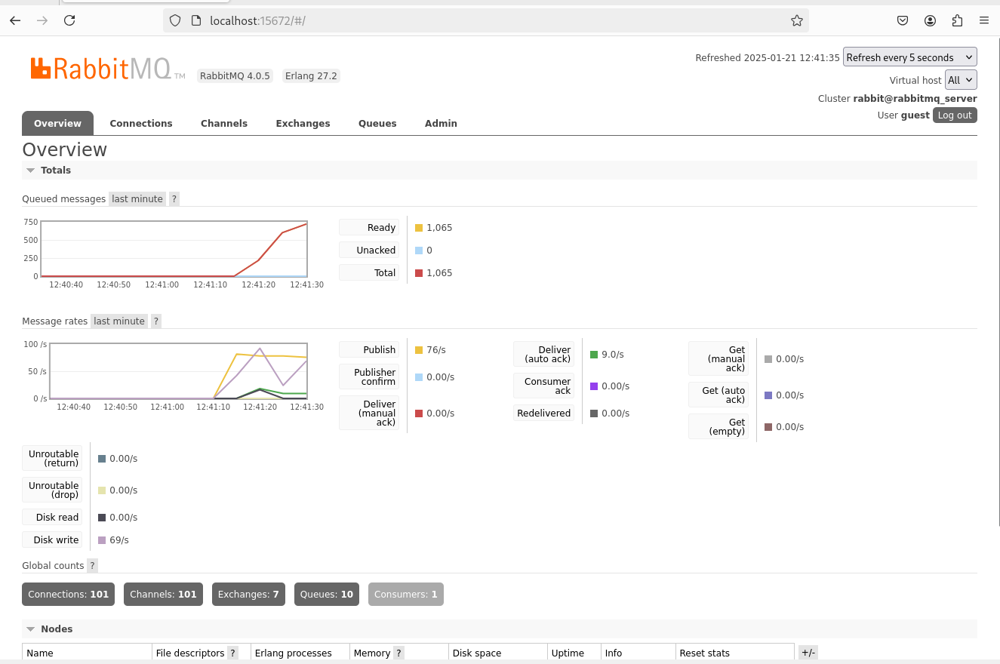 localhost:15672/#/
RabbitMQ TM
RabbitMQ 4.0.5 Erlang 27.2
Refreshed 2025-01-21 12:41:35 Refresh every 5 seconds
Virtual host All
Cluster rabbit@rabbitmq_server
User guest Log out
Overview Connections Channels Exchanges Queues Admin
Overview
Totals
Queued messages last minute ?
750
500
250
0
12:40:40 12:40:50 12:41:00 12:41:10 12:41:20 12:41:30
Ready 1,065
Unacked 0
Total 1,065
Message rates last minute ?
100 /s
50 /s
0 /s
12:40:40 12:40:50 12:41:00 12:41:10 12:41:20 12:41:30
Publish 76/s
Publisher
confirm 0.00/s
Deliver
(manual
ack) 0.00/s
Deliver
(auto ack) 9.0/s
Consumer
ack 0.00/s
Redelivered 0.00/s
Get
(manual
ack) 0.00/s
Get (auto
ack) 0.00/s
Get
(empty) 0.00/s
Unroutable
(return) 0.00/s
Unroutable
(drop) 0.00/s
Disk read 0.00/s
Disk write 69/s
Global counts ?
Connections: 101 Channels: 101 Exchanges: 7 Queues: 10 Consumers: 1
Nodes
Name File descriptors ? Erlang processes Memory ? Disk space Uptime Info Reset stats +/-